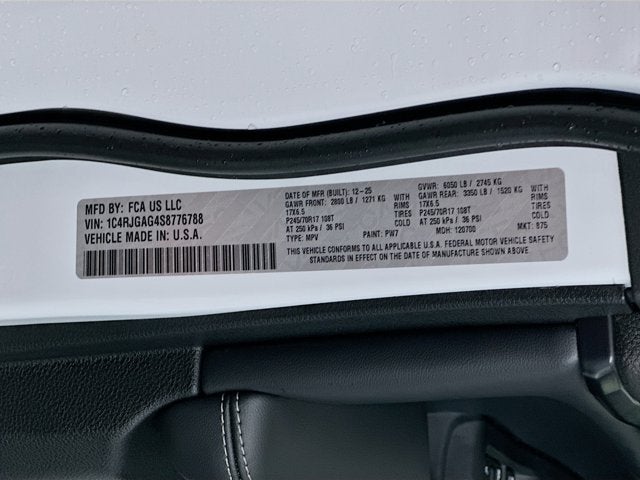 MFD BY: FCA US LLC
VIN: 1C4RJGAG4S8776788
VEHICLE MADE IN: U.S.A.
DATE OF MFR (BUILT): 12-25
GAWR FRONT: 2800 LB / 1271 KG WITH
17X6.5 RIMS
P245/70R17 108T TIRES
AT 250 kPa / 36 PSI COLD
TYPE: MPV PAINT: PW7
GVWR: 6050 LB / 2745 KG
GAWR REAR: 3350 LB / 1520 KG WITH
17X6.5 RIMS
P245/70R17 108T TIRES
AT 250 kPa / 36 PSI COLD
MDH: 120700 MKT: 875
THIS VEHICLE CONFORMS TO ALL APPLICABLE U.S.A. FEDERAL MOTOR VEHICLE SAFETY
STANDARDS IN EFFECT ON THE DATE OF MANUFACTURE SHOWN ABOVE.